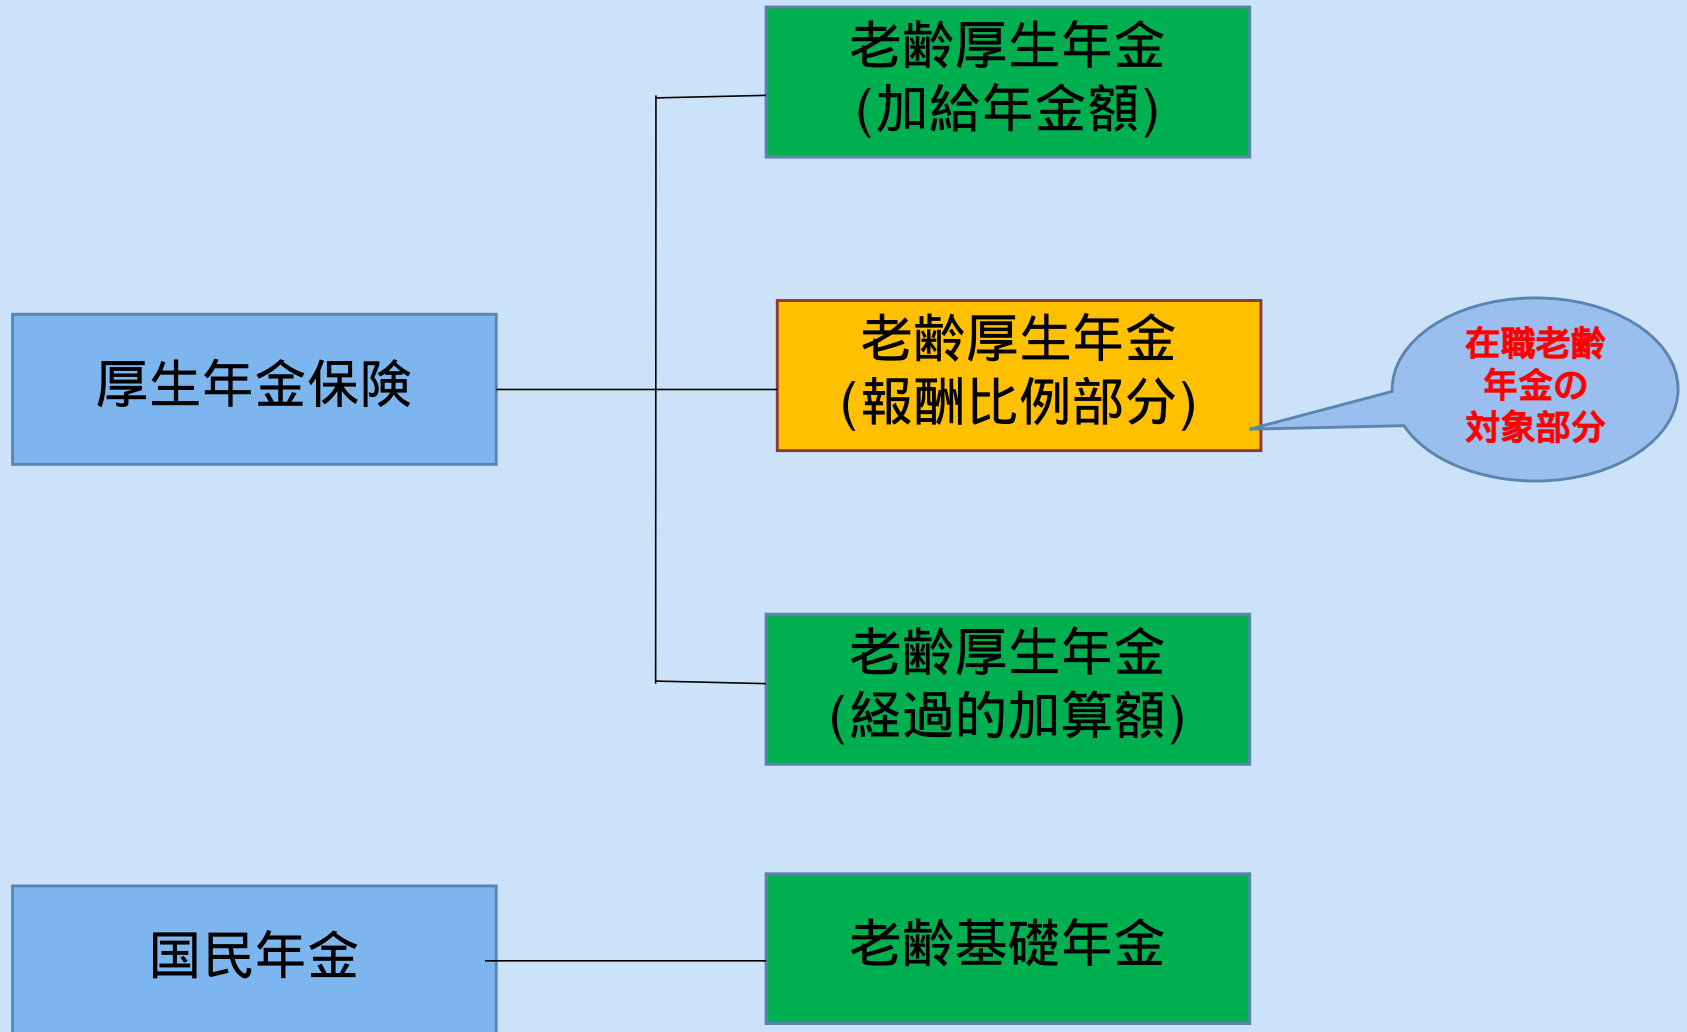 老齢厚生年金
(加給年金額)
厚生年金保険
老齢厚生年金
(報酬比例部分)
在職老齢
年金の
対象部分
老齢厚生年金
(経過的加算額)
国民年金
老齢基礎年金